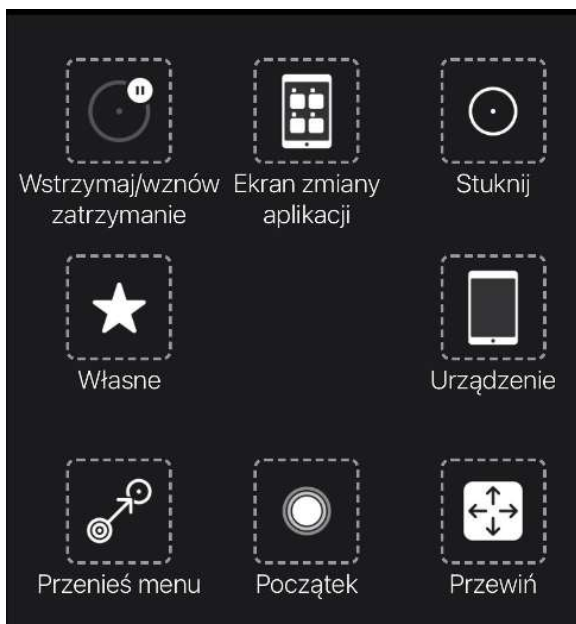 Wstrzymaj/wznów Ekran zmiany Stuknij
zatrzymanie aplikacji
Własne Urządzenie
Przenieś menu Początek Przewiń